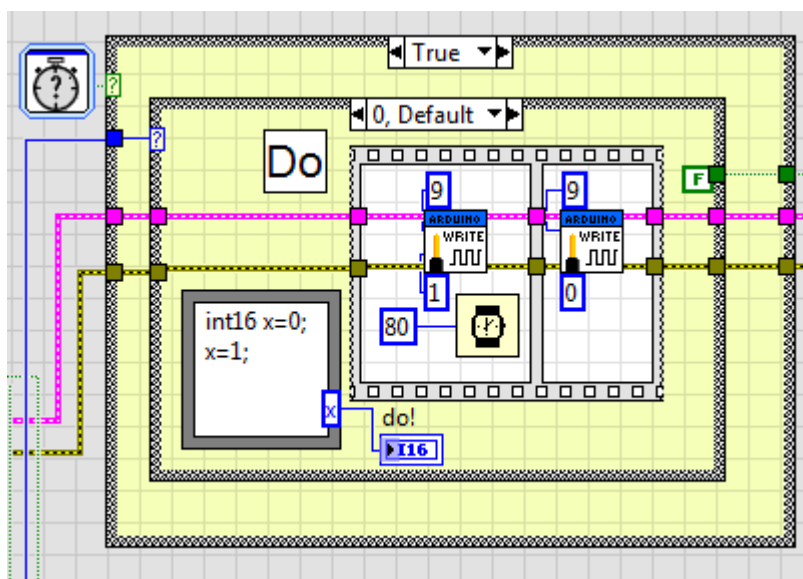 True
?
?
0, Default
?
Do
F
9
9
ARDUINO
WRITE
ARDUINO
WRITE
1
0
80
int16 x=0;
x=1;
x
do!
I16